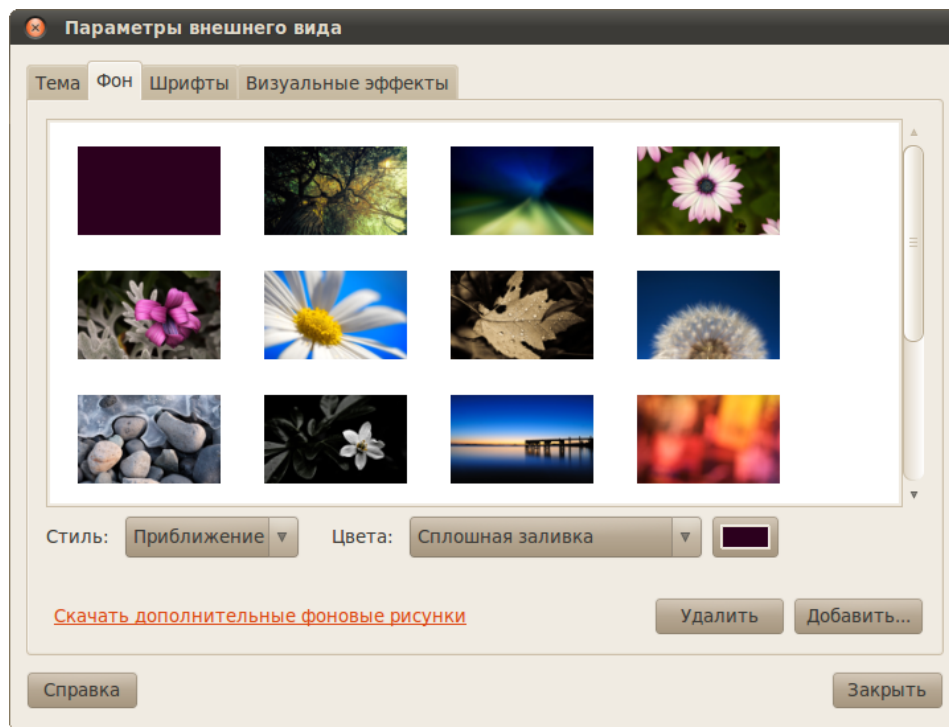 Параметры внешнего вида
Тема Фон Шрифты Визуальные эффекты
Стиль: Приближение Цвета: Сплошная заливка
Скачать дополнительные фоновые рисунки Удалить Добавить...
Справка Закрыть